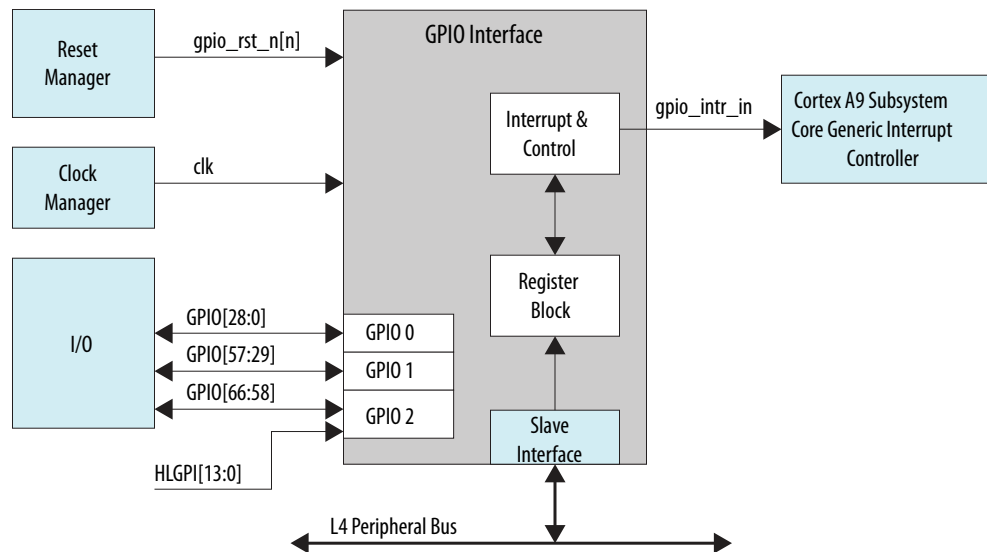 Reset
Manager
gpio_rst_n[n]
GPIO Interface
Clock
Manager
clk
Interrupt &
Control
gpio_intr_in
Cortex A9 Subsystem
Core Generic Interrupt
Controller
Register
Block
I/O
GPIO[28:0]
GPIO 0
GPIO[57:29]
GPIO 1
GPIO[66:58]
GPIO 2
HLGPI[13:0]
Slave
Interface
L4 Peripheral Bus